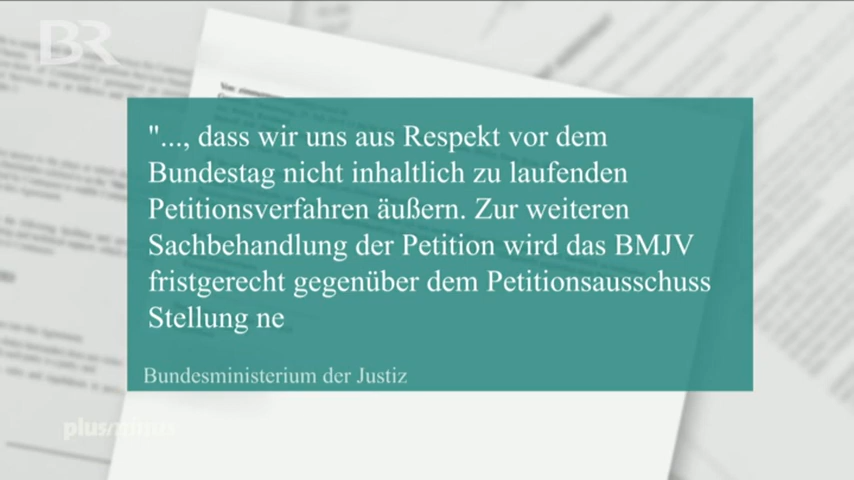 BR
"..., dass wir uns aus Respekt vor dem
Bundestag nicht inhaltlich zu laufenden
Petitionsverfahren äußern. Zur weiteren
Sachbehandlung der Petition wird das BMJV
fristgerecht gegenüber dem Petitionsausschuss
Stellung ne
Bundesministerium der Justiz
plusminus